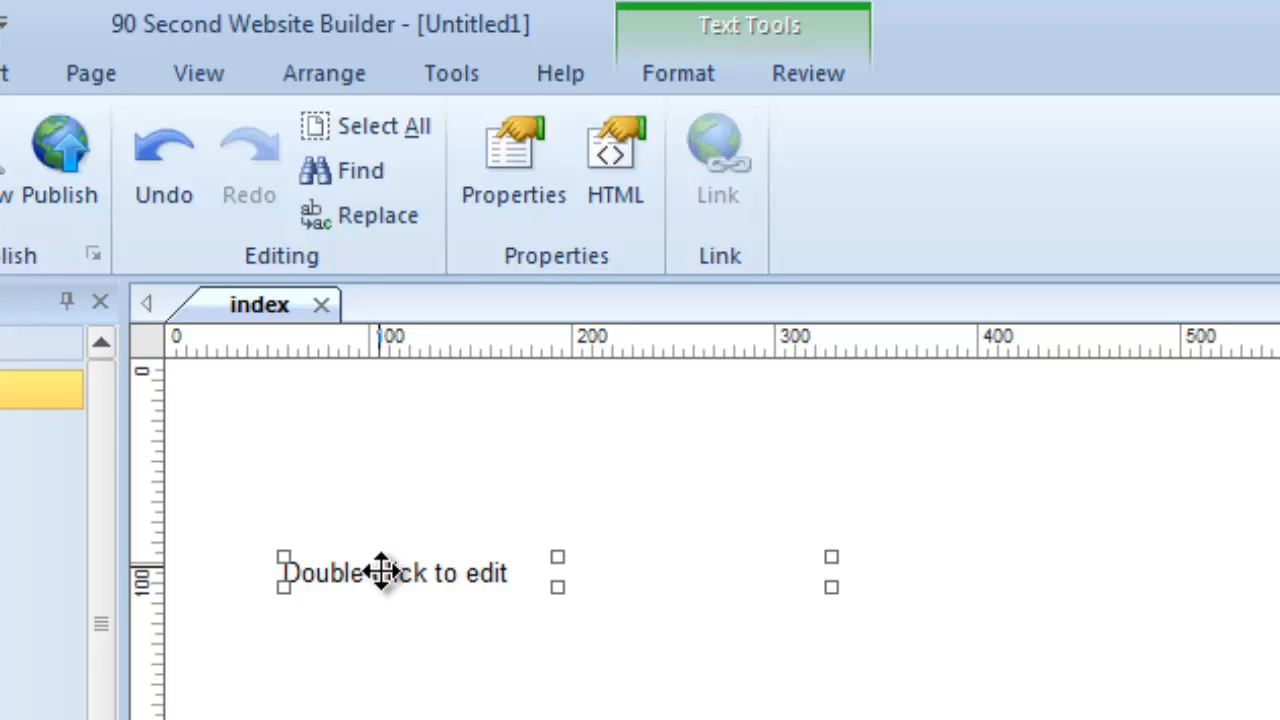 90 Second Website Builder - [Untitled1]
Text Tools
Page View Arrange Tools Help Format Review
Publish
Undo
Redo
Select All
Find
Replace
Properties
HTML
Link
Editing
Properties
Link
index
0 100 200 300 400 500
0
100
Double click to edit